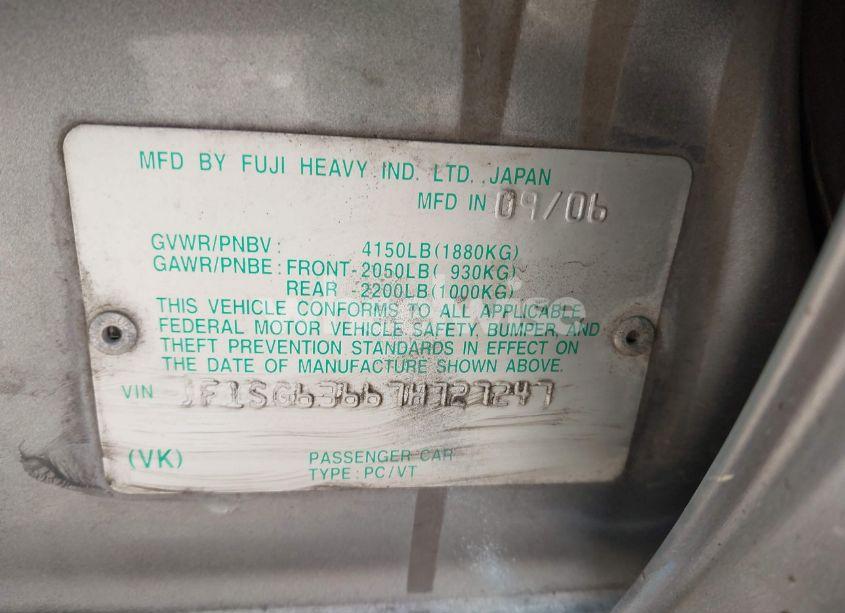 MFD BY FUJI HEAVY IND. LTD. JAPAN
MFD IN 09/06
GVWR/PNBV: 4150LB(1880KG)
GAWR/PNBE: FRONT-2050LB( 930KG)
REAR -2200LB(1000KG)
THIS VEHICLE CONFORMS TO ALL APPLICABLE
FEDERAL MOTOR VEHICLE SAFETY, BUMPER, AND
THEFT PREVENTION STANDARDS IN EFFECT ON
THE DATE OF MANUFACTURE SHOWN ABOVE.
VIN JF1SG63667H727247
(VK) PASSENGER CAR
TYPE: PC/VT